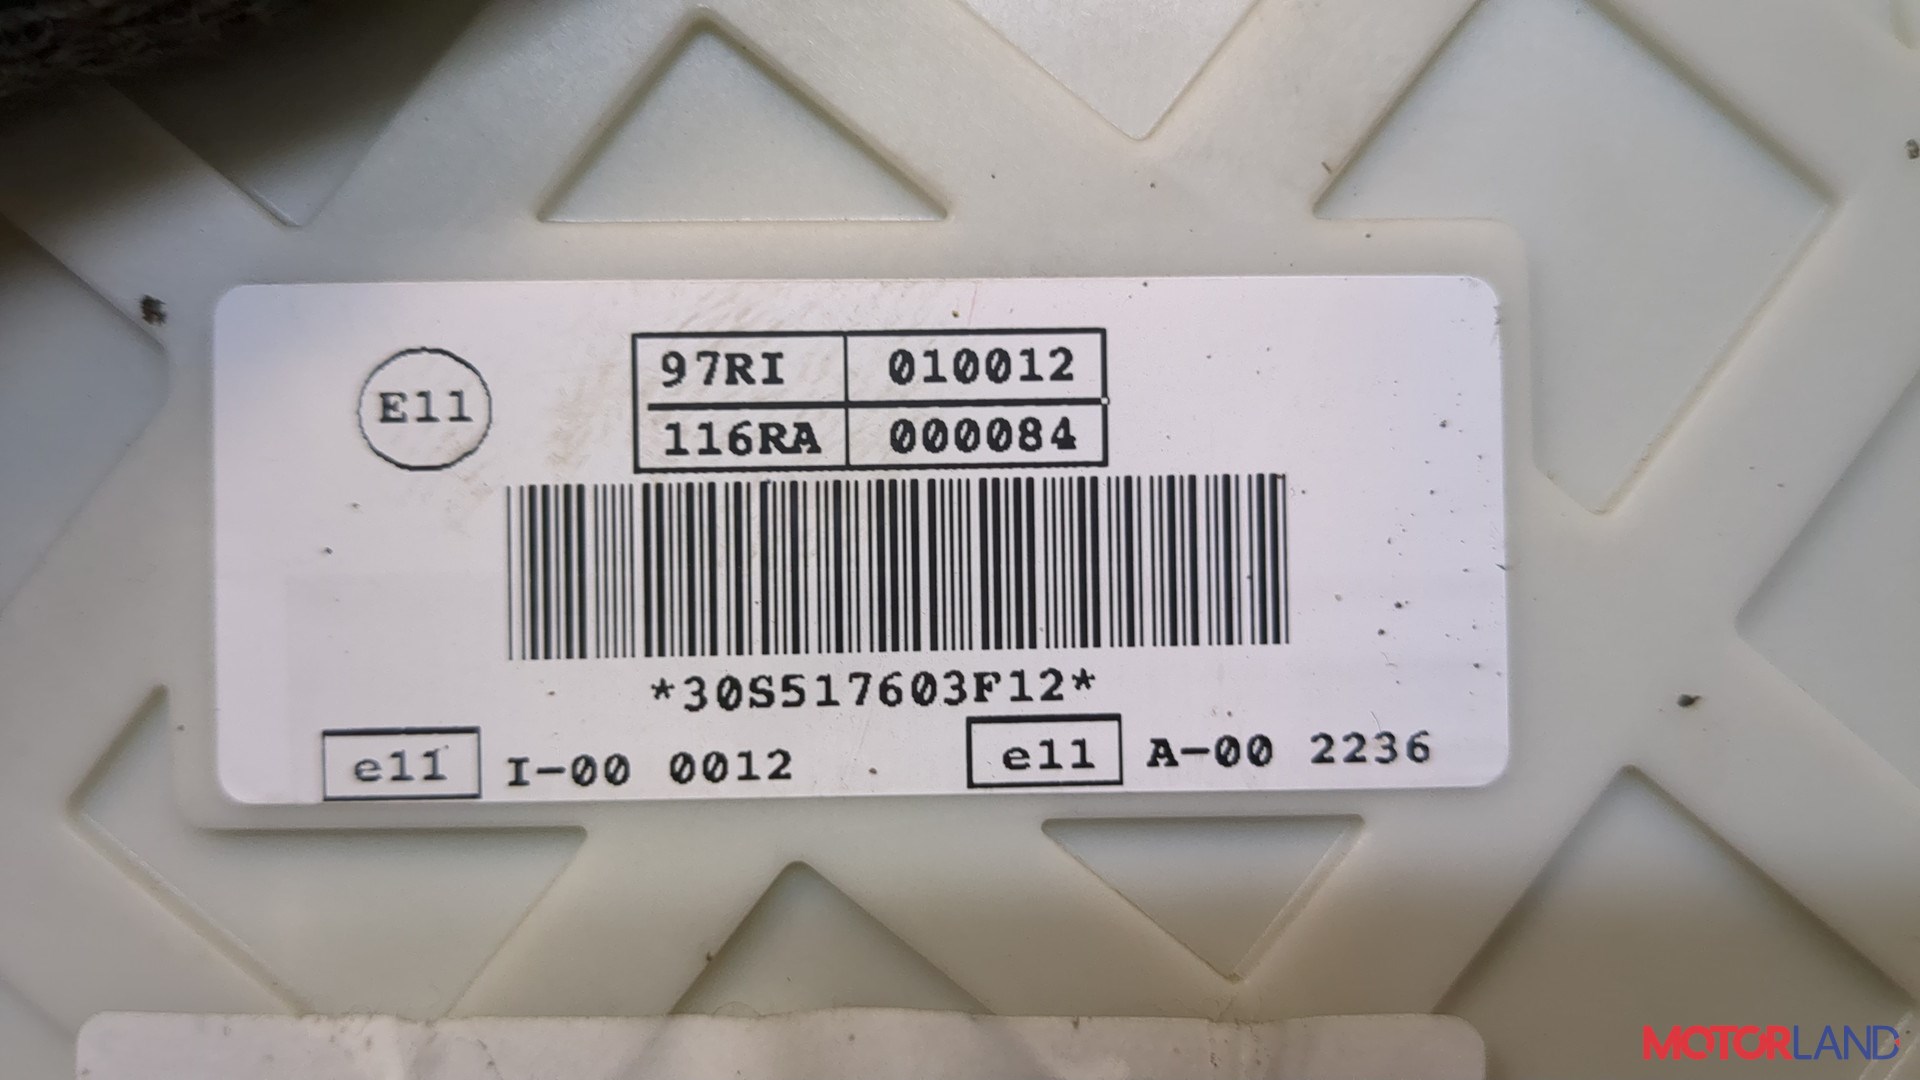 E11
97RI 010012
116RA 000084
*30S517603F12*
e11 I-00 0012 e11 A-00 2236
MOTORLAND